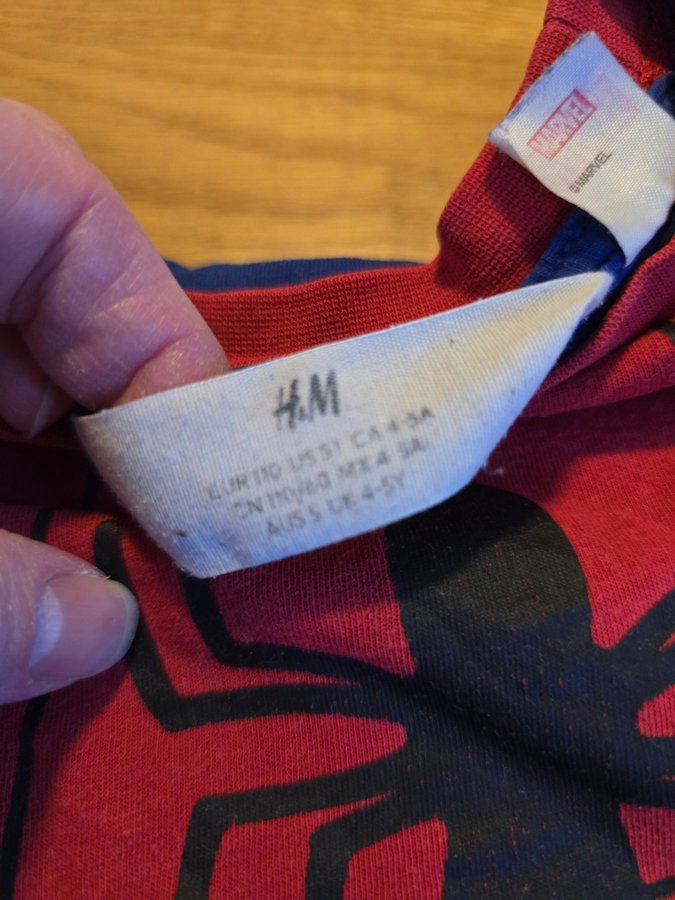 MARVEL
©MARVEL
H&M
EUR 110 US 5T CA 4-5A
CN 110/60 MX 4-5A
AUS 5 UK 4-5Y